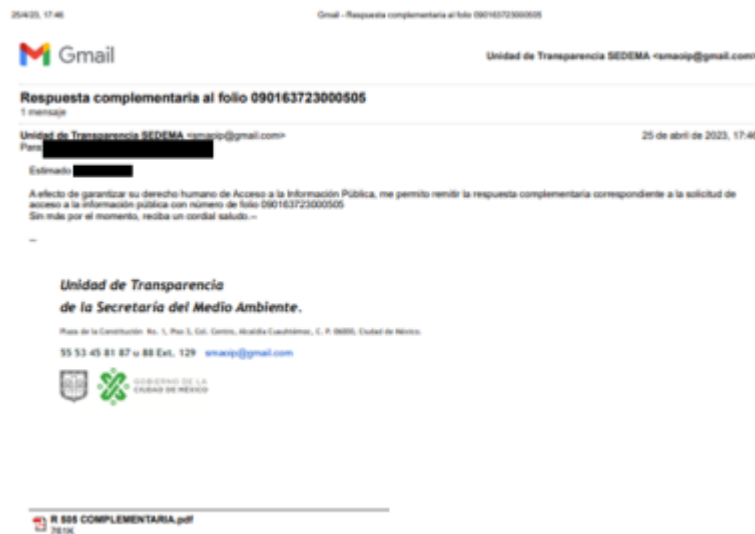 25/4/23, 17:46
Gmail - Respuesta complementaria al folio 090163723000505
Gmail
Unidad de Transparencia SEDEMA <smaoip@gmail.com>
Respuesta complementaria al folio 090163723000505
1 mensaje
Unidad de Transparencia SEDEMA <smaoip@gmail.com>
25 de abril de 2023, 17:46
Para:
Estimado
A efecto de garantizar su derecho humano de Acceso a la Información Pública, me permito remitir la respuesta complementaria correspondiente a la solicitud de
acceso a la información pública con número de folio 090163723000505
Sin más por el momento, reciba un cordial saludo.--
--
Unidad de Transparencia
de la Secretaría del Medio Ambiente.
Plaza de la Constitución No. 1, Piso 3, Col. Centro, Alcaldía Cuauhtémoc, C. P. 06000, Ciudad de México.
55 53 45 81 87 u 88 Ext. 129 smaoip@gmail.com
GOBIERNO DE LA
CIUDAD DE MÉXICO
R 505 COMPLEMENTARIA.pdf
761K